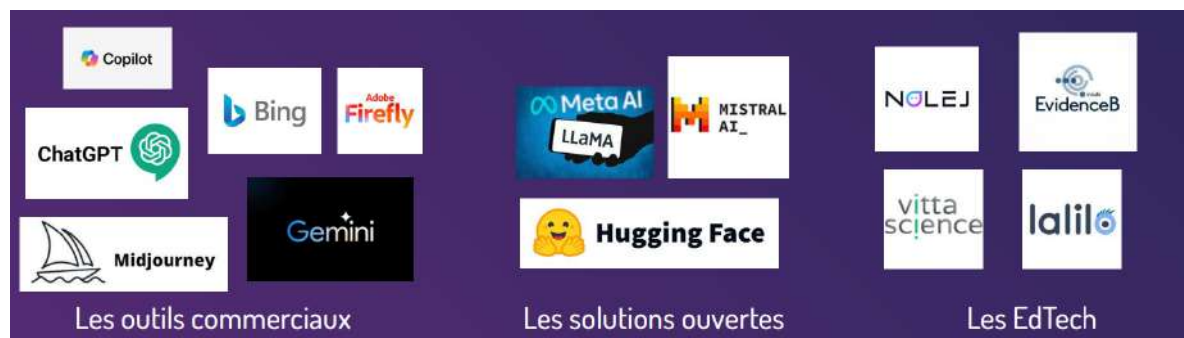 Copilot
Bing
Adobe
Firefly
ChatGPT
Gemini
Midjourney
Les outils commerciaux
Meta AI
LLaMA
MISTRAL
AI_
Hugging Face
Les solutions ouvertes
NOLEJ
EvidenceB
vitta
science
lalilo
Les EdTech